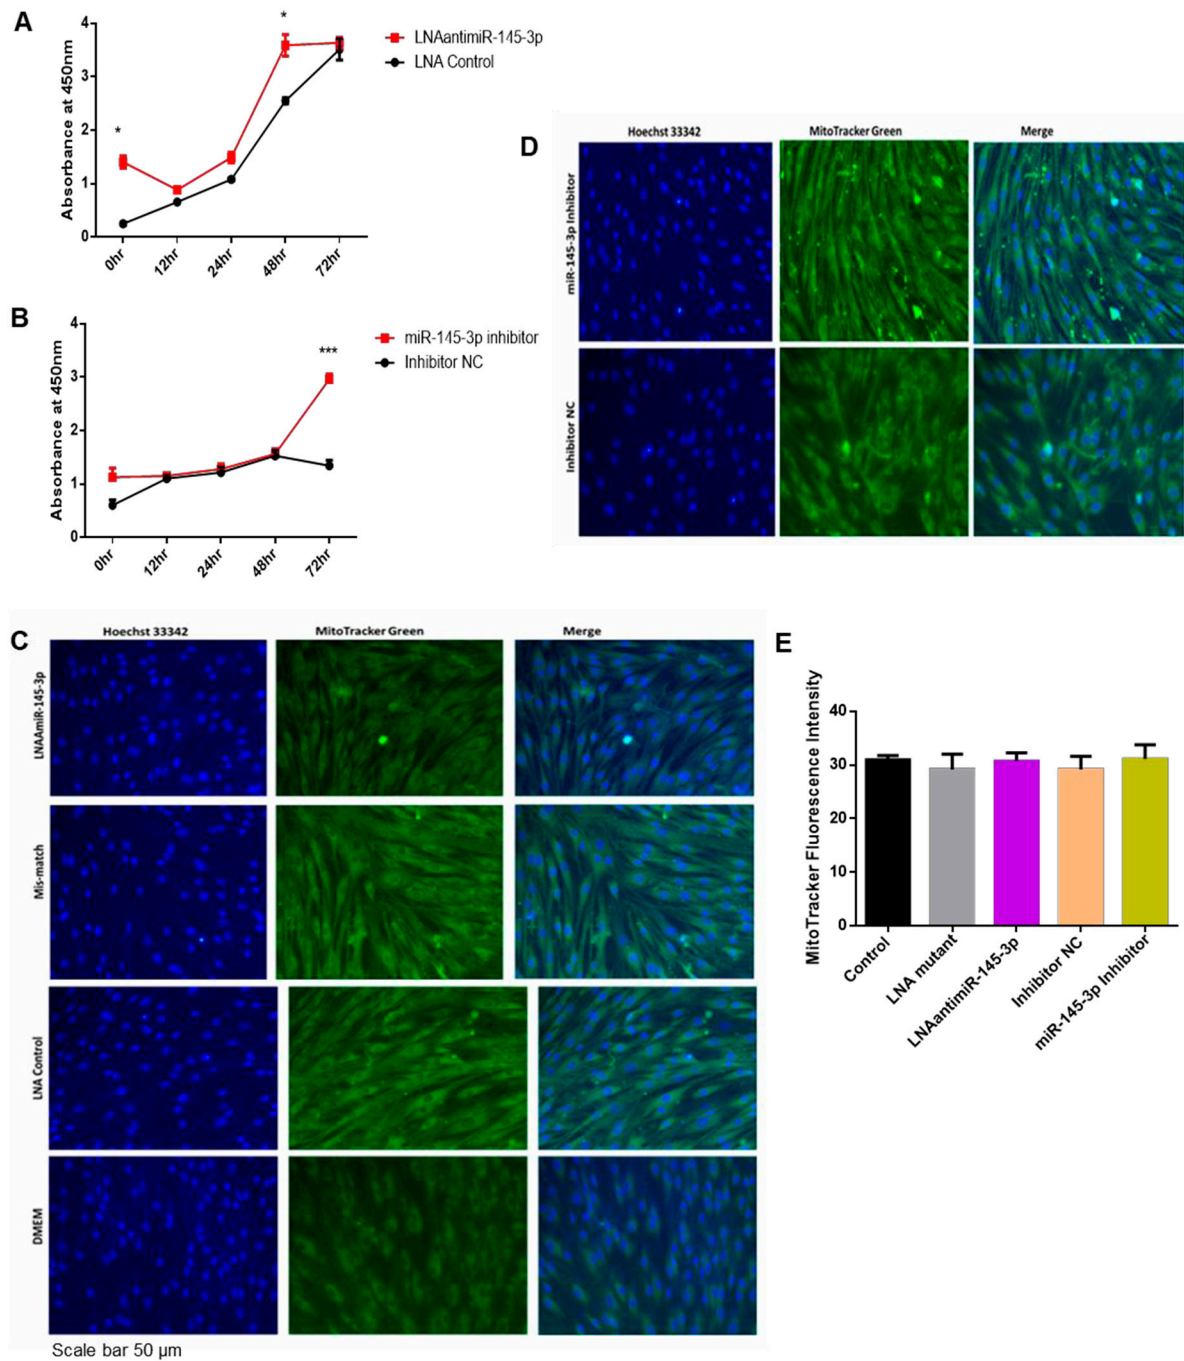 A
4
3
2
1
0
Absorbance at 450nm
*
*
0hr
12hr
24hr
48hr
72hr
LNAantimiR-145-3p
LNA Control
B
4
3
2
1
0
Absorbance at 450nm
***
0hr
12hr
24hr
48hr
72hr
miR-145-3p inhibitor
Inhibitor NC
D
Hoechst 33342
MitoTracker Green
Merge
miR-145-3p Inhibitor
Inhibitor NC
C
Hoechst 33342
MitoTracker Green
Merge
LNAAmiR-145-3p
Mis-match
LNA Control
DMEM
Scale bar 50 µm
E
MitoTracker Fluorescence Intensity
40
30
20
10
0
Control
LNA mutant
LNAantimiR-145-3p
Inhibitor NC
miR-145-3p Inhibitor